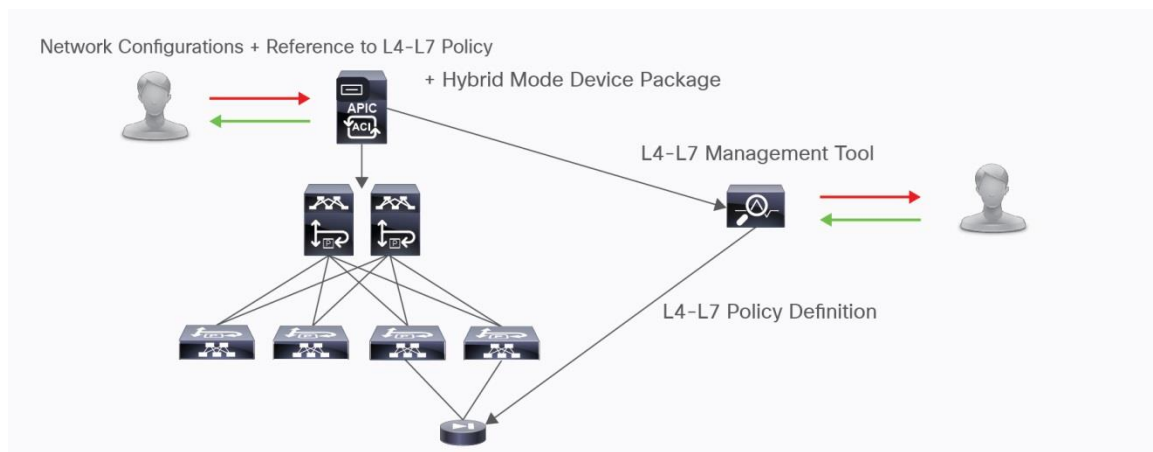 Network Configurations + Reference to L4-L7 Policy
+ Hybrid Mode Device Package
APIC
ACI
L4-L7 Management Tool
P
P
L4-L7 Policy Definition
P
P
P
P